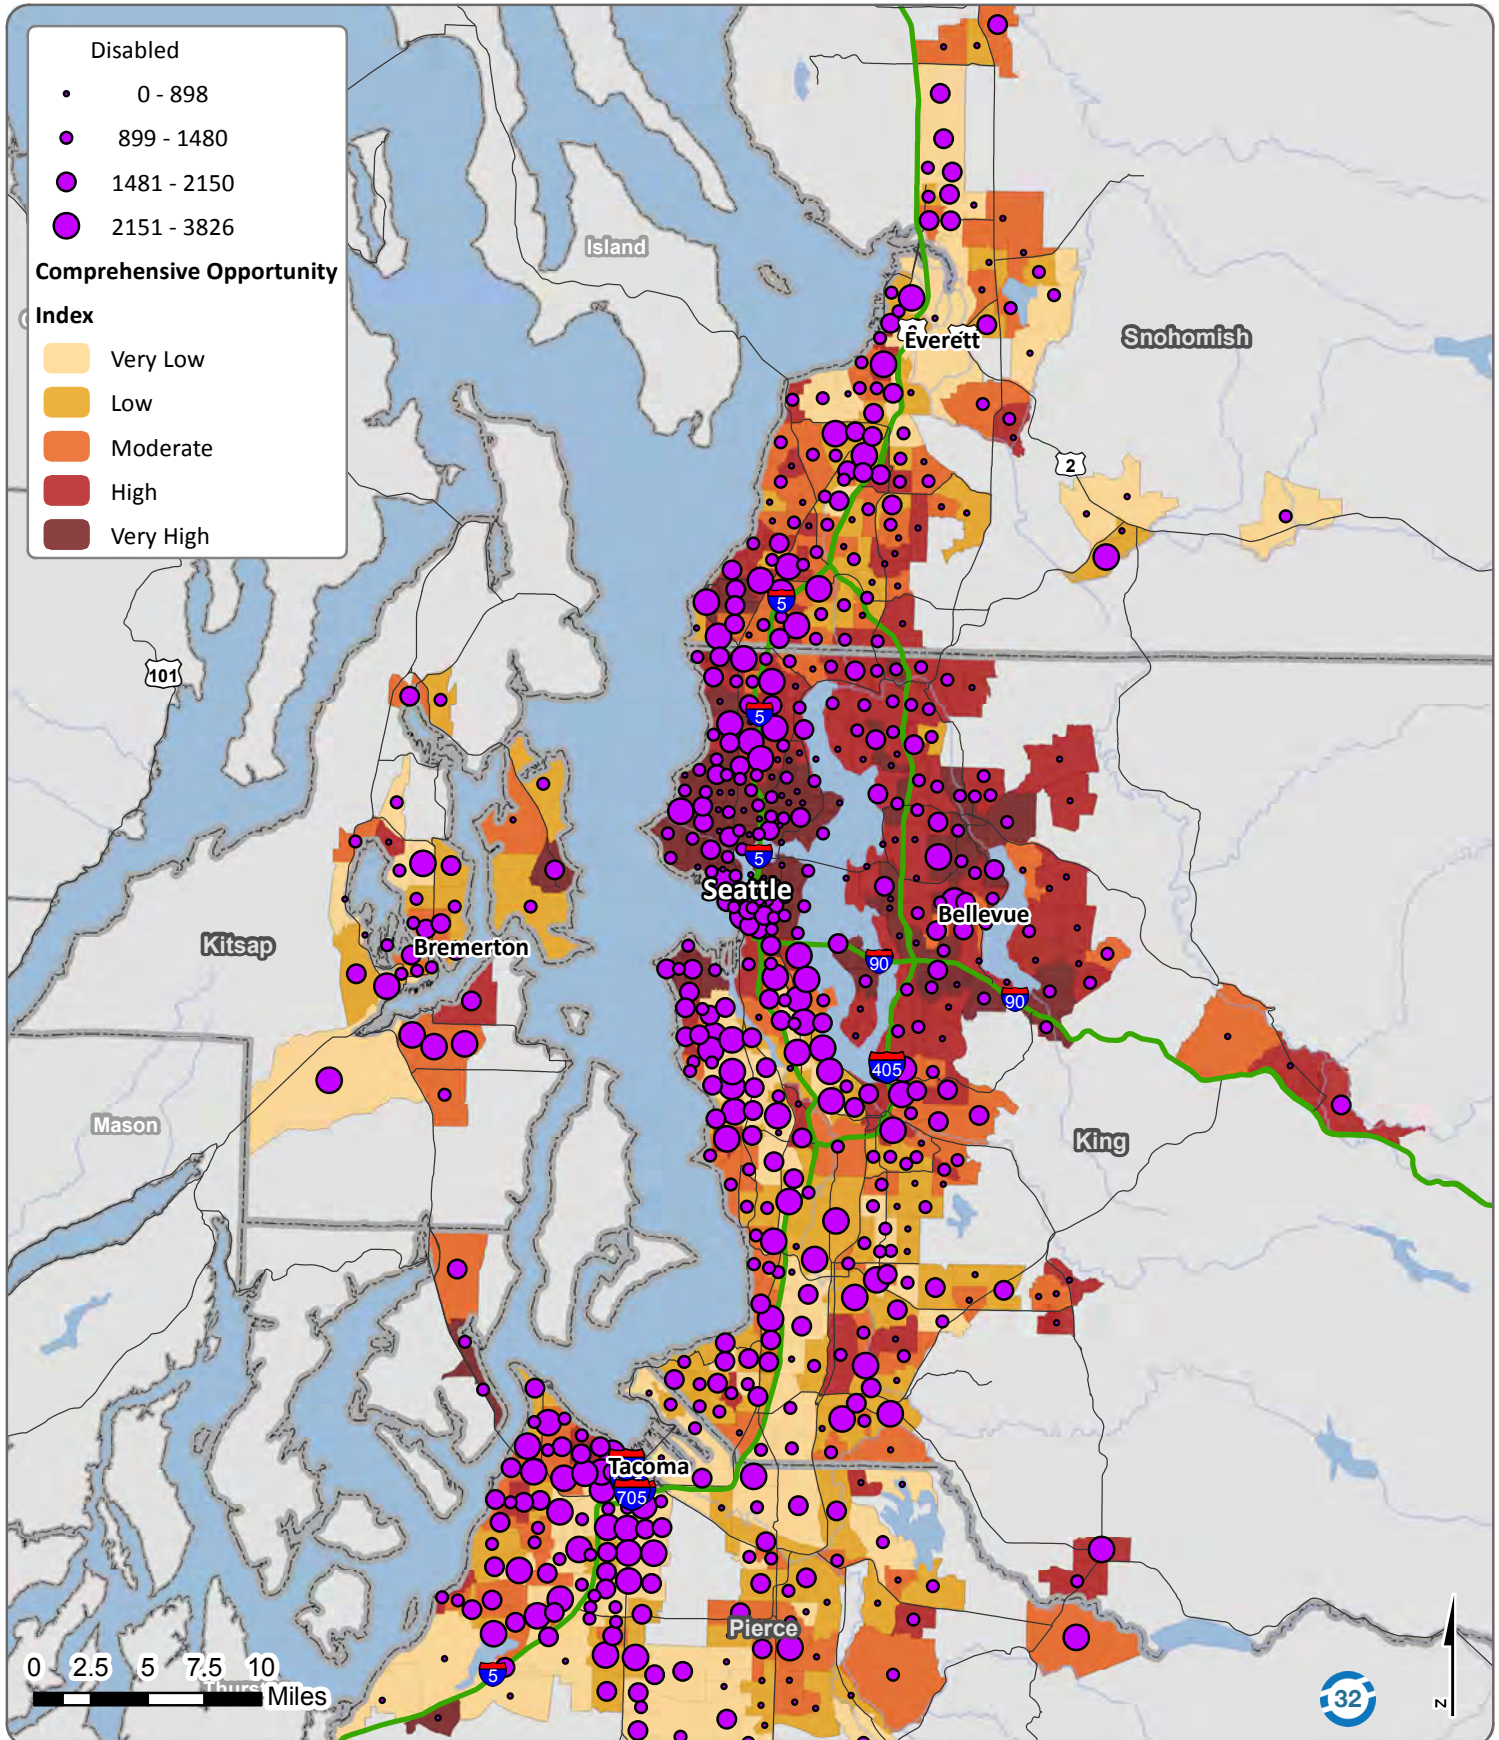 Disabled
0 - 898
899 - 1480
1481 - 2150
2151 - 3826
Comprehensive Opportunity
Index
Very Low
Low
Moderate
High
Very High
Island
Snohomish
Everett
2
5
101
5
5
Seattle
Bellevue
Kitsap
Bremerton
90
90
405
Mason
King
Tacoma
705
Pierce
5
0 2.5 5 7.5 10
Miles
32
N